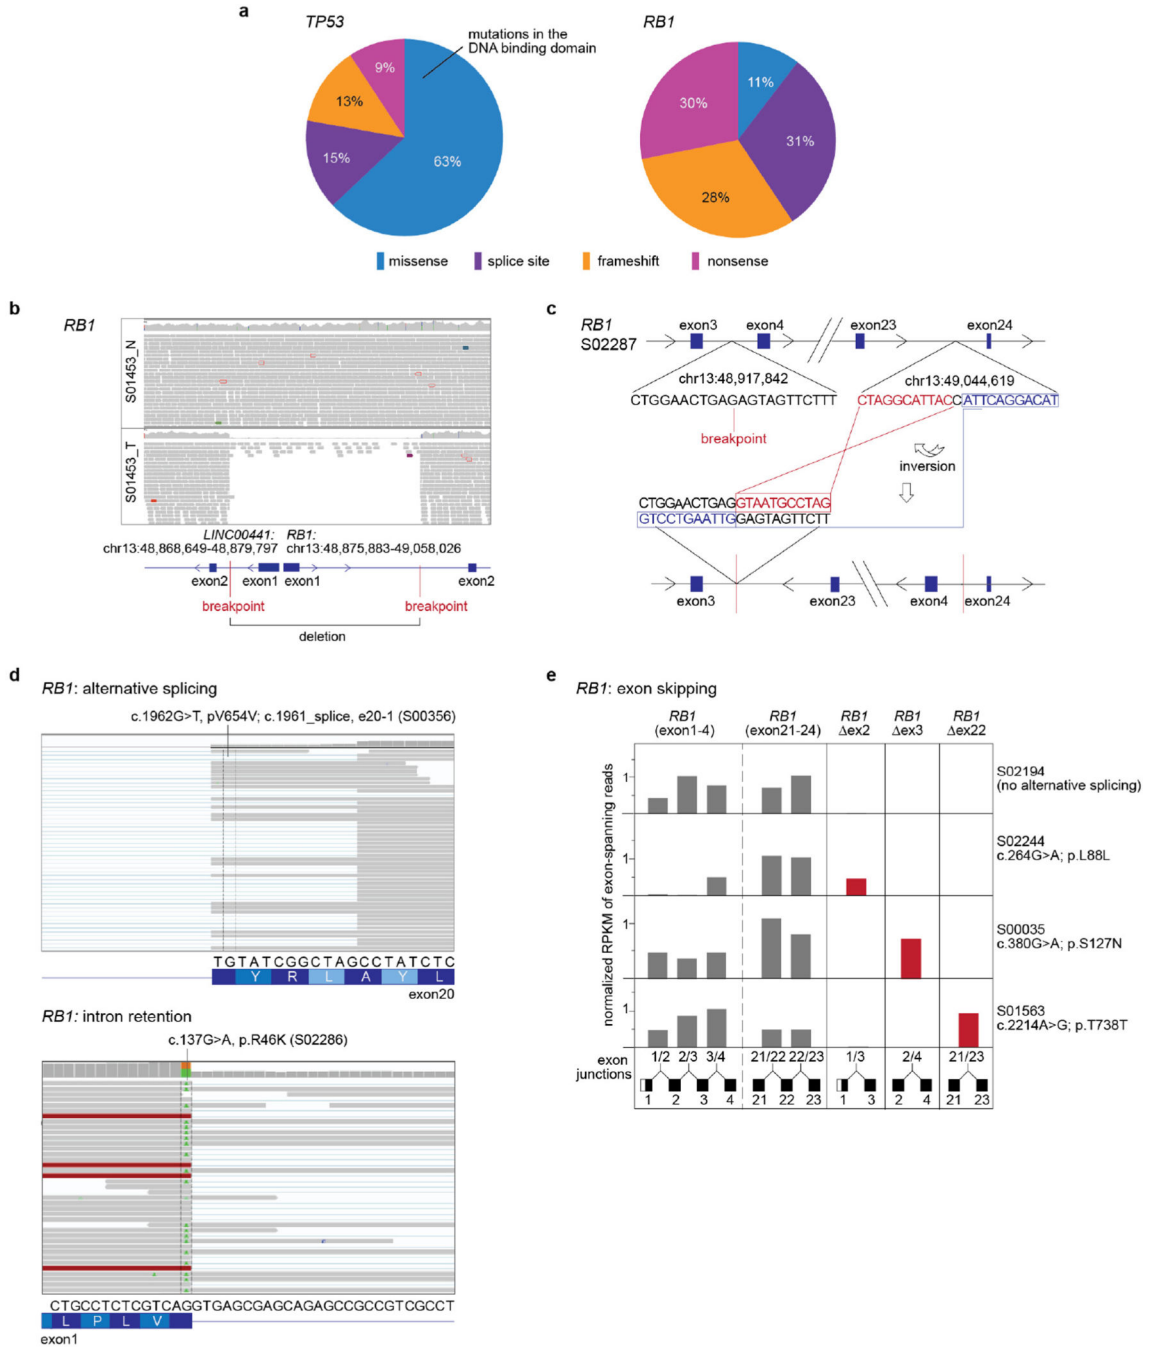 a
TP53
RB1
mutations in the
DNA binding domain
9%
13%
15%
63%
11%
30%
31%
28%
missense
splice site
frameshift
nonsense
b
RB1
S01453_N
S01453_T
LINC00441: RB1:
chr13:48,868,649-48,879,797 chr13:48,875,883-49,058,026
exon2 exon1 exon1 exon2
breakpoint breakpoint
deletion
c
RB1
S02287
exon3 exon4 exon23 exon24
chr13:48,917,842
chr13:49,044,619
CTGGAACTGAGAGTAGTTCTTT
CTAGGCATTACCATTCAGGACAT
breakpoint
inversion
CTGGAACTGAGGTAATGCCTAG
GTCCTGAATTGGAGTAGTTCTT
exon3 exon23 exon4 exon24
d
RB1: alternative splicing
c.1962G>T, pV654V; c.1961_splice, e20-1 (S00356)
TGTATCGGCTAGCCTATCTC
Y R L A Y L
exon20
RB1: intron retention
c.137G>A, p.R46K (S02286)
CTGCCTCTCGTCAGGTGAGCGAGCAGAGCCGCCGTCGCCT
L P L V
exon1
e
RB1: exon skipping
RB1
(exon1-4)
RB1
(exon21-24)
RB1
Δex2
RB1
Δex3
RB1
Δex22
normalized RPKM of exon-spanning reads
1
1
1
1
S02194
(no alternative splicing)
S02244
c.264G>A; p.L88L
S00035
c.380G>A; p.S127N
S01563
c.2214A>G; p.T738T
exon
junctions
1/2 2/3 3/4 21/22 22/23 1/3 2/4 21/23
1 2 3 4 21 22 23 1 3 2 4 21 23